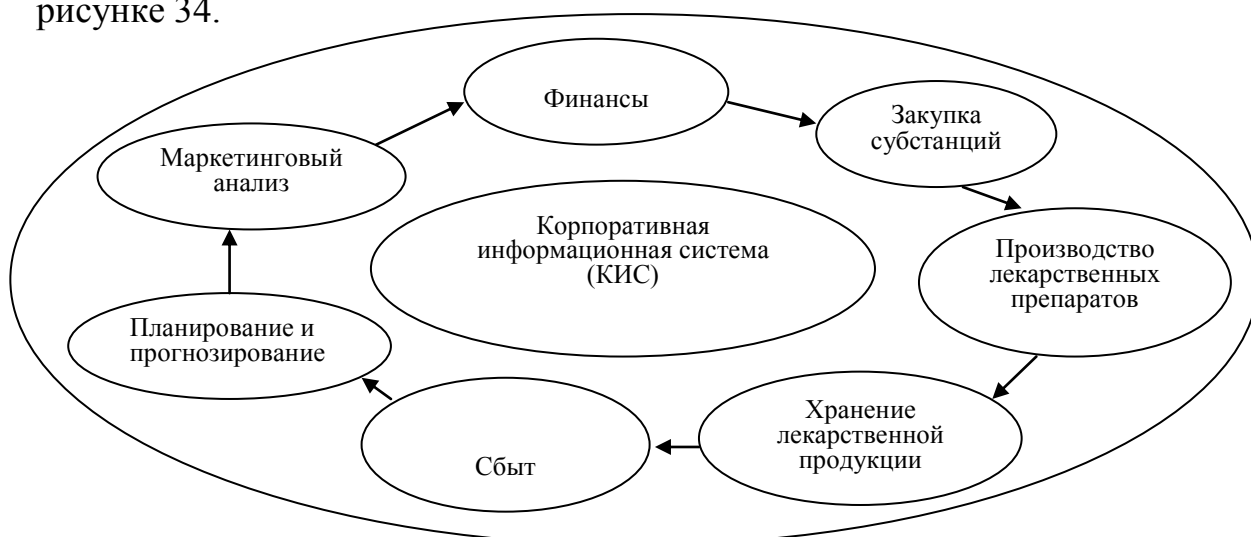 рисунке 34.
Финансы
Закупка
субстанций
Маркетинговый
анализ
Корпоративная
информационная система
(КИС)
Производство
лекарственных
препаратов
Планирование и
прогнозирование
Хранение
лекарственной
продукции
Сбыт